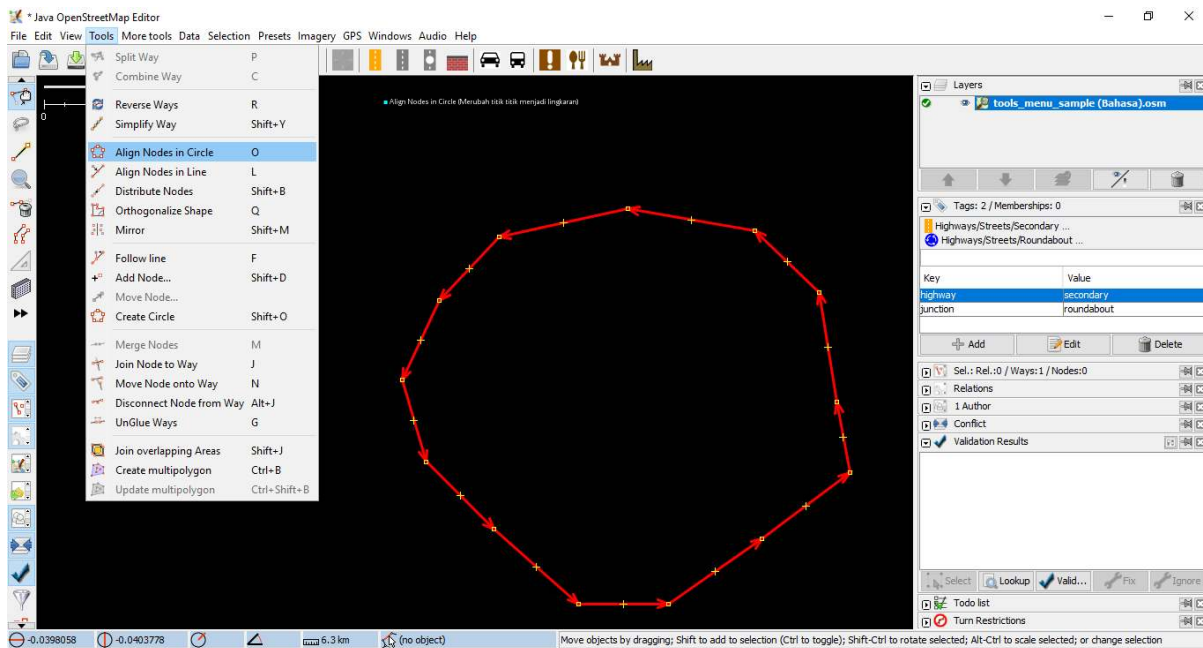 * Java OpenStreetMap Editor
File Edit View Tools More tools Data Selection Presets Imagery GPS Windows Audio Help
Split Way P
Combine Way C
Reverse Ways R
Simplify Way Shift+Y
Align Nodes in Circle O
Align Nodes in Line L
Distribute Nodes Shift+B
Orthogonalize Shape Q
Mirror Shift+M
Follow line F
Add Node... Shift+D
Move Node...
Create Circle Shift+O
Merge Nodes M
Join Node to Way J
Move Node onto Way N
Disconnect Node from Way Alt+J
UnGlue Ways G
Join overlapping Areas Shift+J
Create multipolygon Ctrl+B
Update multipolygon Ctrl+Shift+B
0
Align Nodes in Circle (Merubah titik titik menjadi lingkaran)
Layers
tools_menu_sample (Bahasa).osm
Tags: 2 / Memberships: 0
Highways/Streets/Secondary ...
Highways/Streets/Roundabout ...
Key Value
highway secondary
junction roundabout
Add Edit Delete
Sel.: Rel.:0 / Ways:1 / Nodes:0
Relations
1 Author
Conflict
Validation Results
Select Lookup Valid... Fix Ignore
Todo list
Turn Restrictions
-0.0398058 -0.0403778 6.3 km (no object) Move objects by dragging; Shift to add to selection (Ctrl to toggle); Shift-Ctrl to rotate selected; Alt-Ctrl to scale selected; or change selection